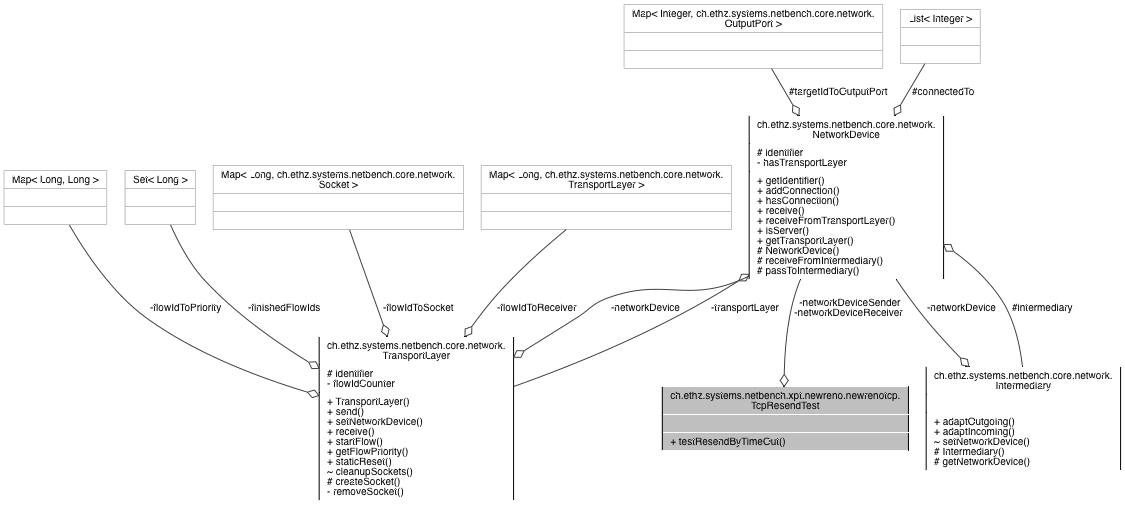 Map< Integer, ch.ethz.systems.netbench.core.network.
OutputPort >
List< Integer >
#targetIdToOutputPort
#connectedTo
ch.ethz.systems.netbench.core.network.
NetworkDevice
# identifier
- hasTransportLayer
+ getIdentifier()
+ addConnection()
+ hasConnection()
+ receive()
+ receiveFromTransportLayer()
+ isServer()
+ getTransportLayer()
# NetworkDevice()
# receiveFromIntermediary()
# passToIntermediary()
Map< Long, Long >
Set< Long >
Map< Long, ch.ethz.systems.netbench.core.network.
Socket >
Map< Long, ch.ethz.systems.netbench.core.network.
TransportLayer >
-flowIdToPriority
-finishedFlowIds
-flowIdToSocket
-flowIdToReceiver
-networkDevice
-transportLayer
-networkDeviceSender
-networkDeviceReceiver
-networkDevice
#intermediary
ch.ethz.systems.netbench.core.network.
TransportLayer
# identifier
- flowIdCounter
+ TransportLayer()
+ send()
+ setNetworkDevice()
+ receive()
+ startFlow()
+ getFlowPriority()
+ staticReset()
~ cleanupSockets()
# createSocket()
- removeSocket()
ch.ethz.systems.netbench.xpt.newreno.newrenotcp.
TcpResendTest
+ testResendByTimeOut()
ch.ethz.systems.netbench.core.network.
Intermediary
+ adaptOutgoing()
+ adaptIncoming()
~ setNetworkDevice()
# Intermediary()
# getNetworkDevice()